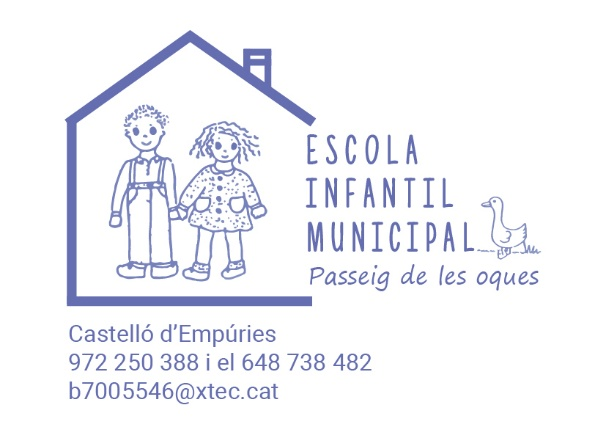 ESCOLA
INFANTIL
MUNICIPAL
Passeig de les oques
Castelló d'Empúries
972 250 388 i el 648 738 482
b7005546@xtec.cat